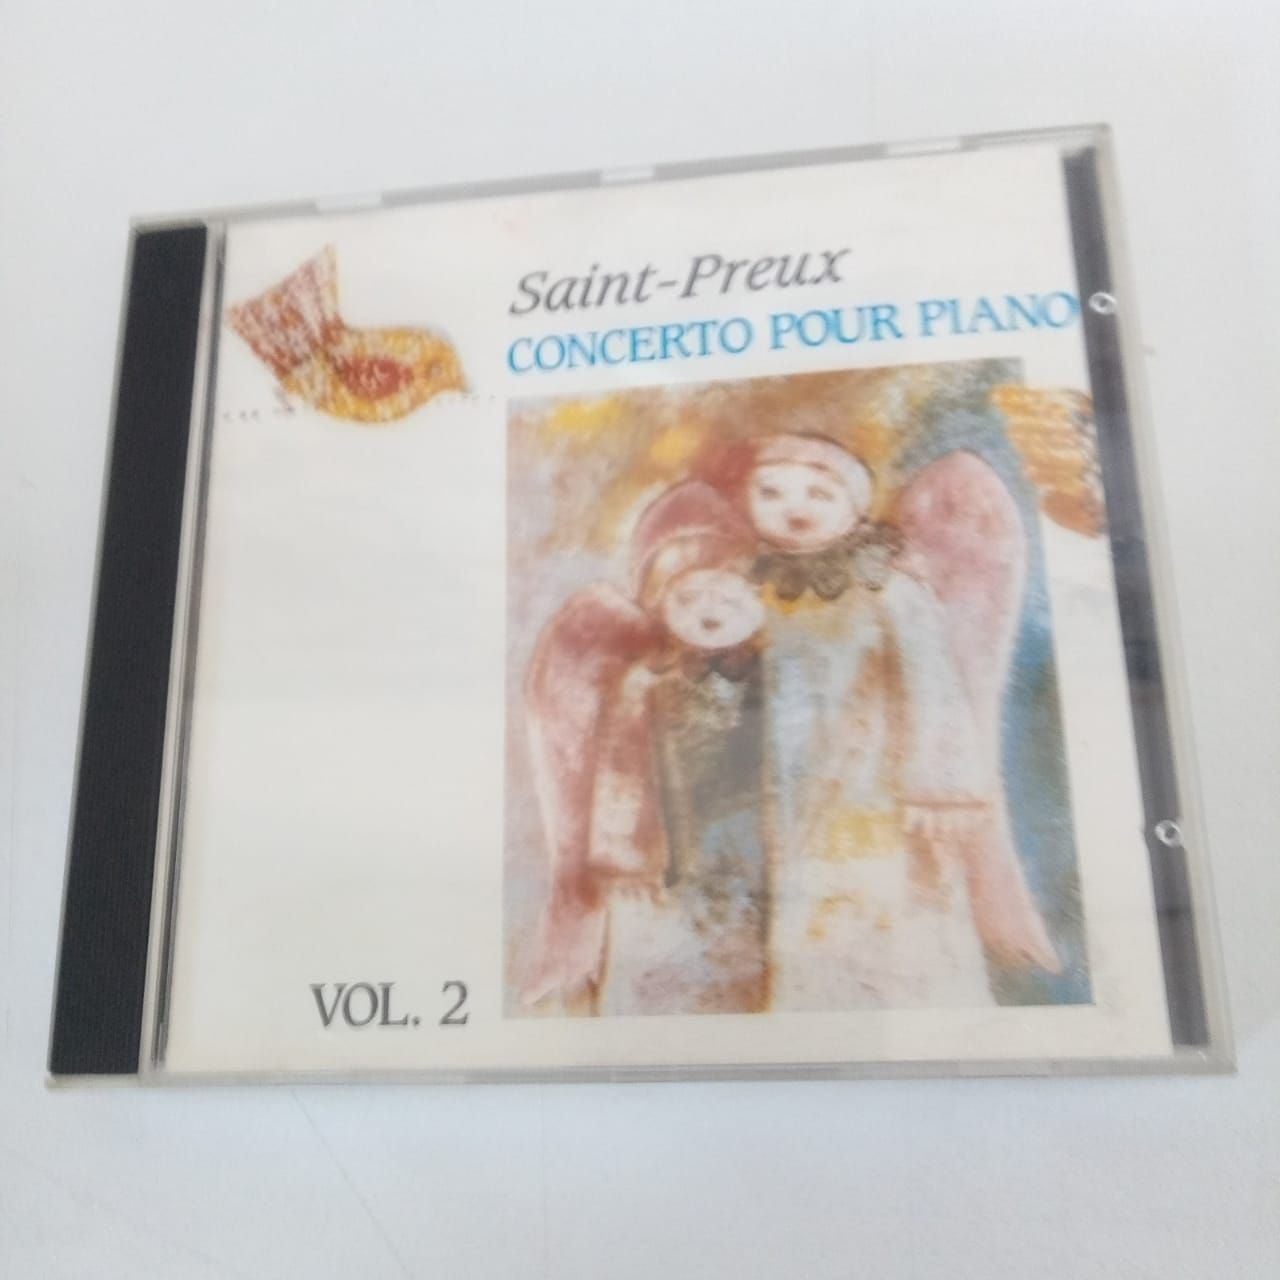 Saint-Preux
CONCERTO POUR PIANO
VOL. 2